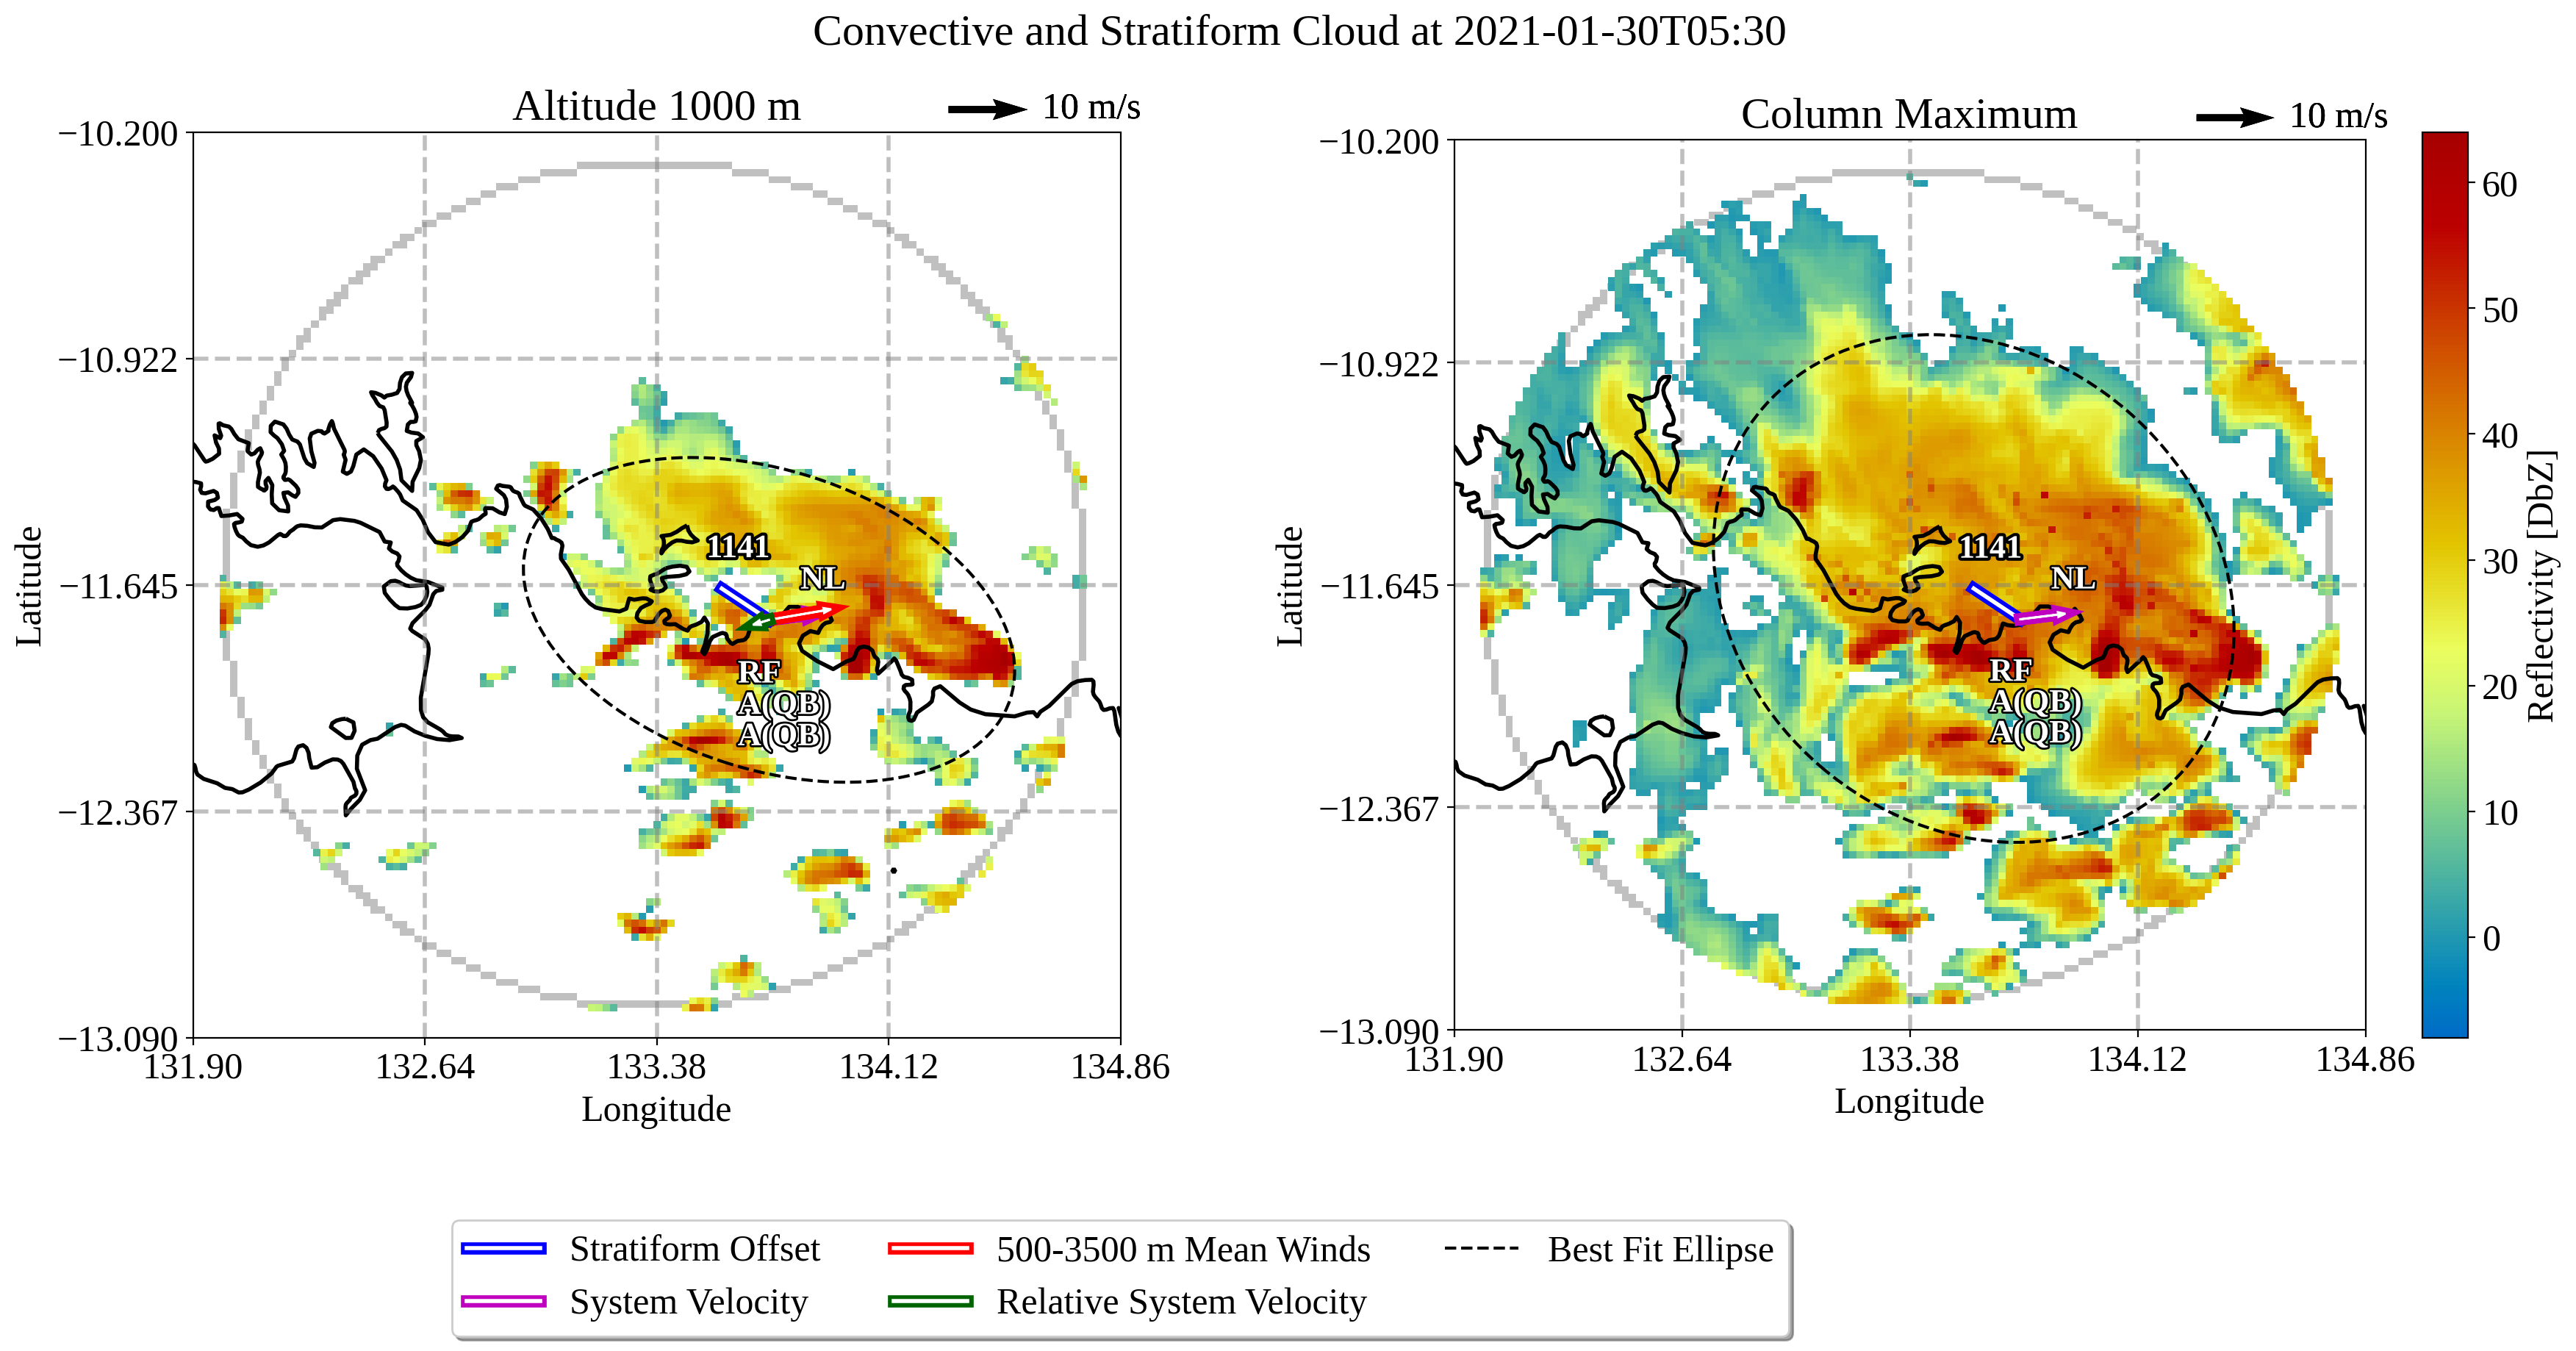 Convective and Stratiform Cloud at 2021-01-30T05:30
Altitude 1000 m
10 m/s
−10.200
−10.922
−11.645
−12.367
−13.090
Latitude
1141
NL
RF
A(QB)
A(QB)
131.90 132.64 133.38 134.12 134.86
Longitude
Column Maximum
10 m/s
−10.200
−10.922
−11.645
−12.367
−13.090
Latitude
1141
NL
RF
A(QB)
A(QB)
131.90 132.64 133.38 134.12 134.86
Longitude
60
50
40
30
20
10
0
Reflectivity [DbZ]
Stratiform Offset
System Velocity
500-3500 m Mean Winds
Relative System Velocity
Best Fit Ellipse